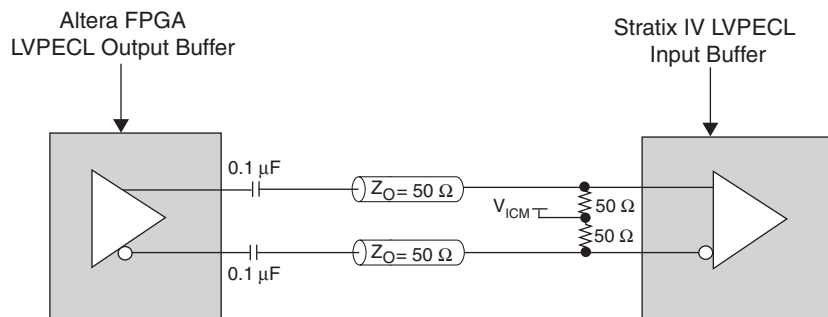 Altera FPGA
LVPECL Output Buffer
Stratix IV LVPECL
Input Buffer
0.1 µF
Z_O = 50 Ω
V_ICM
50 Ω
50 Ω
0.1 µF
Z_O = 50 Ω